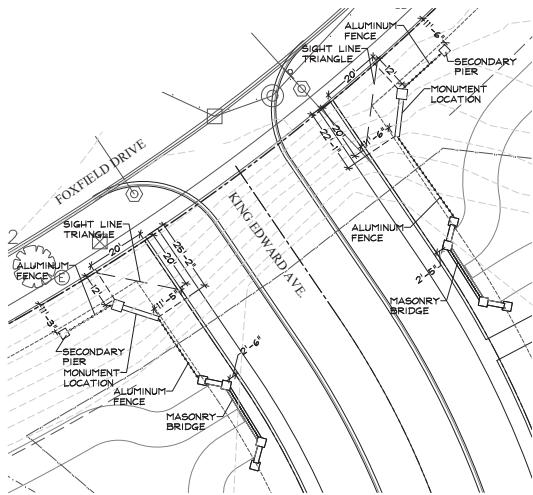 ALUMINUM
FENCE
11'-6"
SIGHT LINE
TRIANGLE
SECONDARY
PIER
20'
12'
MONUMENT
LOCATION
20'
22'-1"
11'-6"
FOXFIELD DRIVE
KING EDWARD AVE.
SIGHT LINE
TRIANGLE
ALUMINUM
FENCE
20'
25'-2"
20'
ALUMINUM
FENCE
E
12'
11'-5"
11'-3"
2'-5"
MASONRY
BRIDGE
SECONDARY
PIER
MONUMENT
LOCATION
2'-6"
ALUMINUM
FENCE
MASONRY
BRIDGE